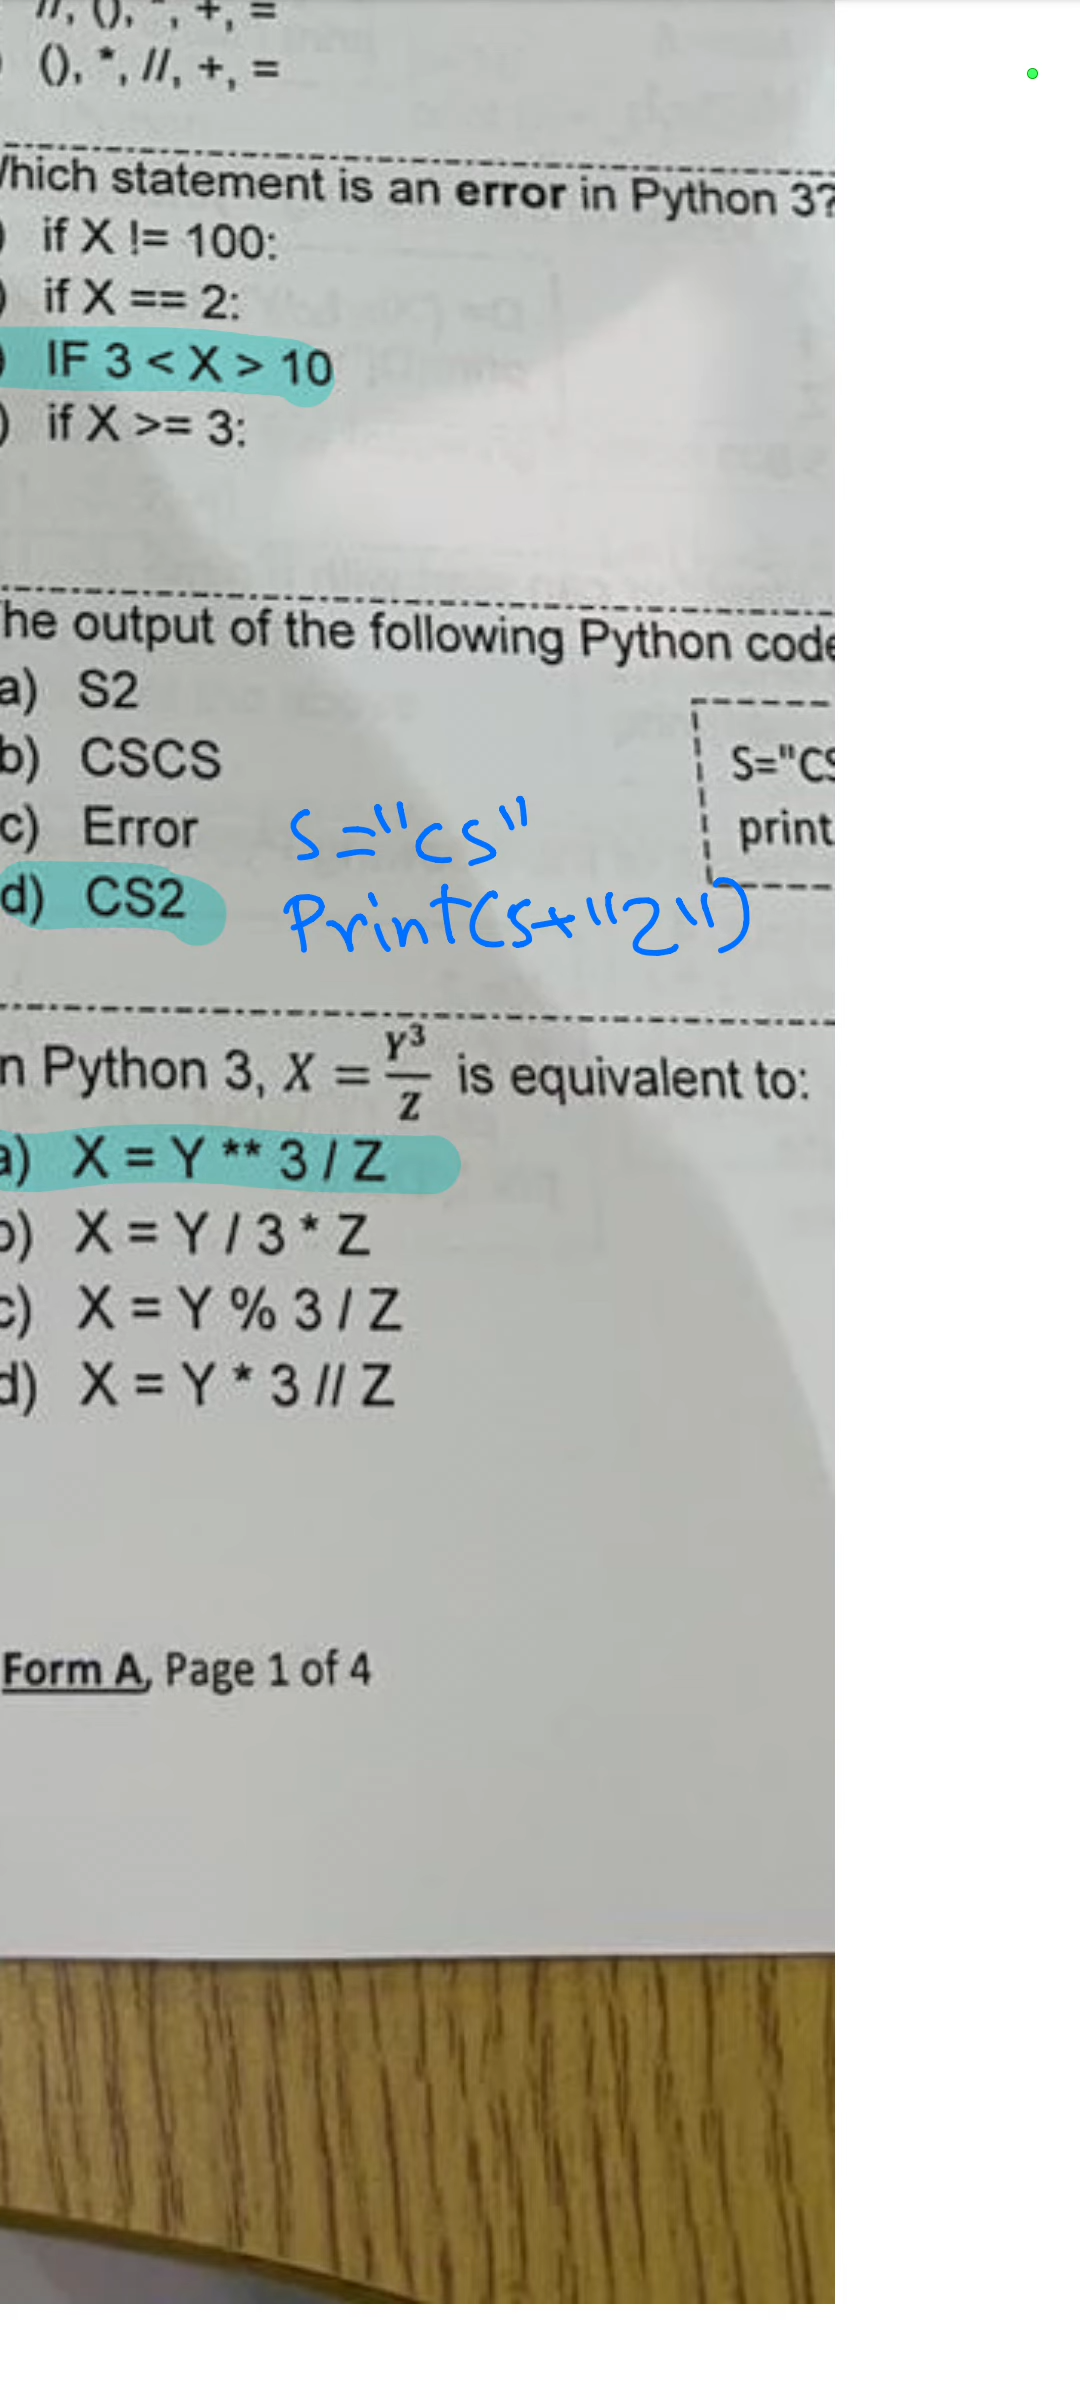 //, (), *, +, =
(), *, //, +, =
Which statement is an error in Python 3?
) if X != 100:
) if X == 2:
) IF 3 < X > 10
) if X >= 3:
he output of the following Python code
a) S2
b) CSCS
c) Error
d) CS2
S="CS
print
S="CS"
Print(S+"2")
n Python 3, X = Y³/Z is equivalent to:
a) X = Y ** 3 / Z
b) X = Y / 3 * Z
c) X = Y % 3 / Z
d) X = Y * 3 // Z
Form A, Page 1 of 4